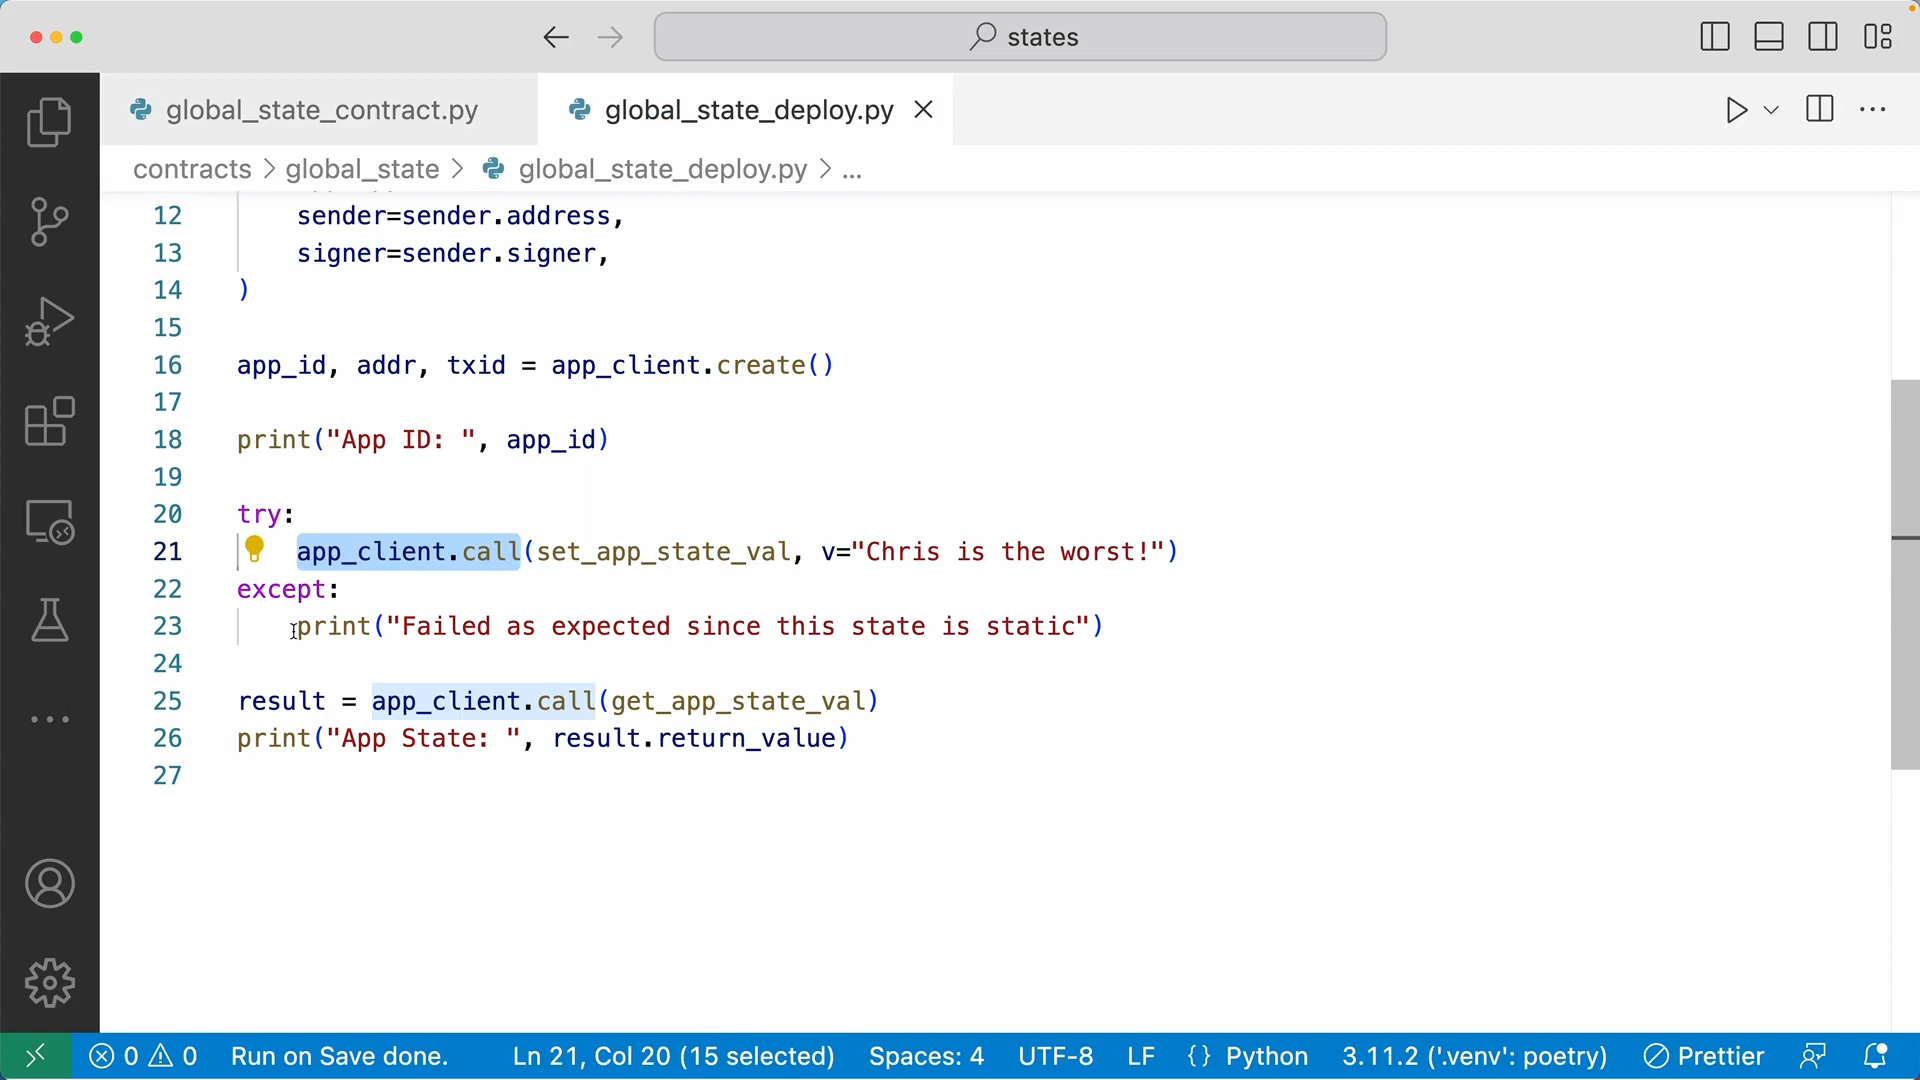 states
global_state_contract.py
global_state_deploy.py
contracts > global_state > global_state_deploy.py > ...
12 sender=sender.address,
13 signer=sender.signer,
14 )
15
16 app_id, addr, txid = app_client.create()
17
18 print("App ID: ", app_id)
19
20 try:
21 app_client.call(set_app_state_val, v="Chris is the worst!")
22 except:
23 print("Failed as expected since this state is static")
24
25 result = app_client.call(get_app_state_val)
26 print("App State: ", result.return_value)
27
0 0 Run on Save done. Ln 21, Col 20 (15 selected) Spaces: 4 UTF-8 LF {} Python 3.11.2 ('.venv': poetry) Prettier